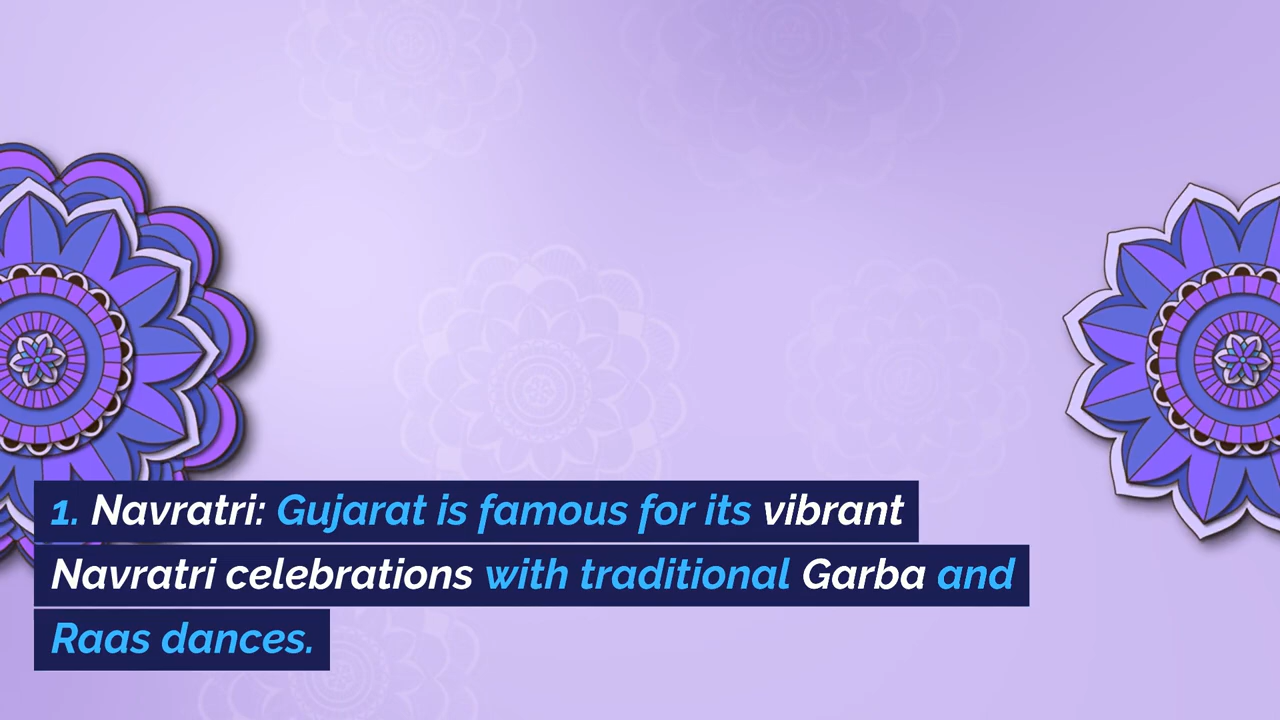 1. Navratri: Gujarat is famous for its vibrant
Navratri celebrations with traditional Garba and
Raas dances.